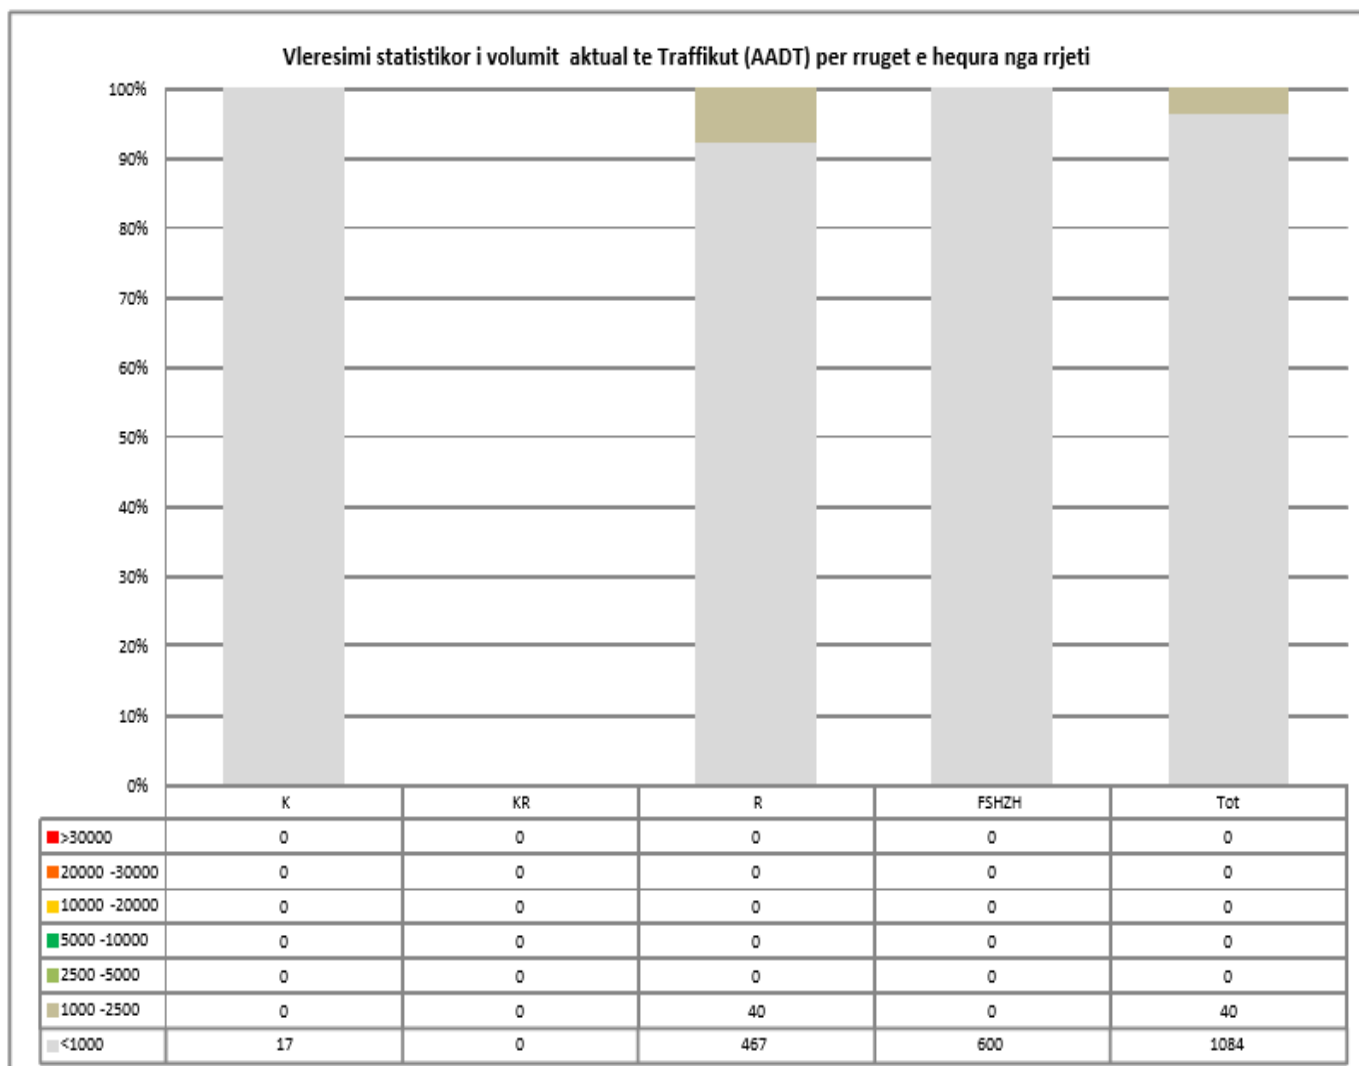 Vleresimi statistikor i volumit aktual te Traffikut (AADT) per rruget e hequra nga rrjeti
100%
90%
80%
70%
60%
50%
40%
30%
20%
10%
0%
K KR R FSHZH Tot
>30000 0 0 0 0 0
20000 -30000 0 0 0 0 0
10000 -20000 0 0 0 0 0
5000 -10000 0 0 0 0 0
2500 -5000 0 0 0 0 0
1000 -2500 0 0 40 0 40
<1000 17 0 467 600 1084